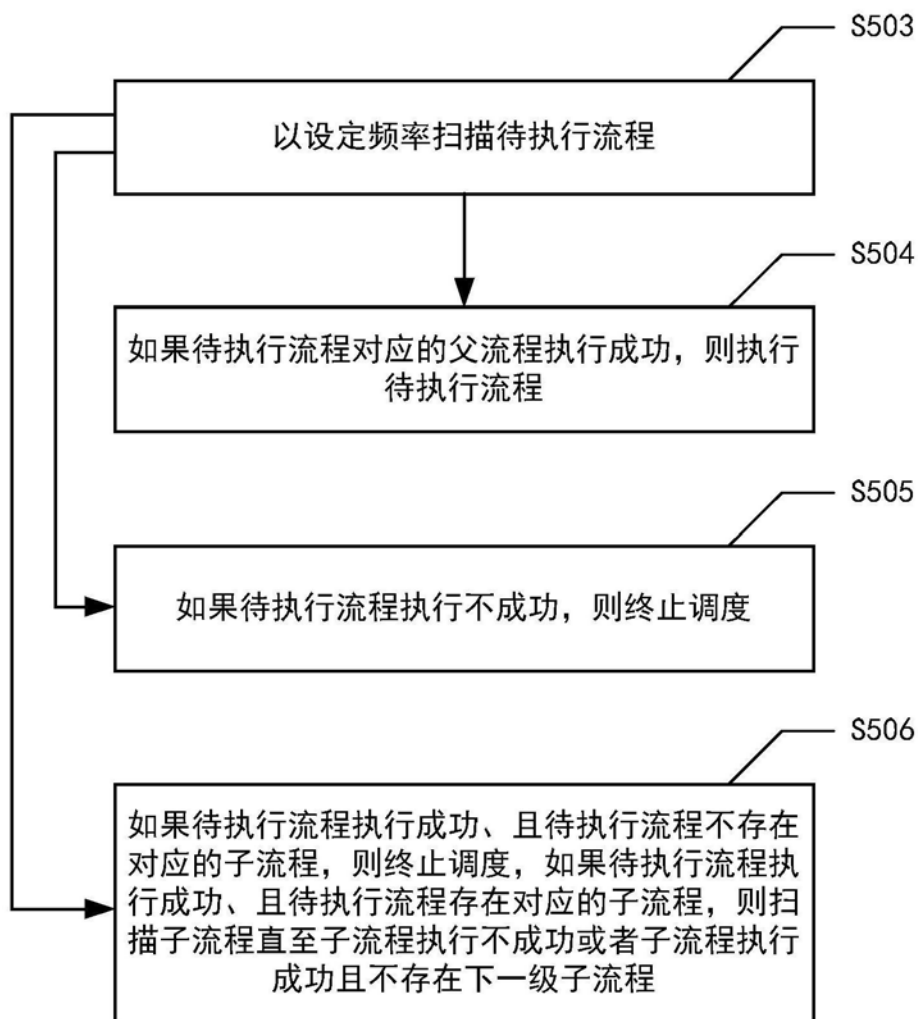 S503
以设定频率扫描待执行流程
S504
如果待执行流程对应的父流程执行成功，则执行
待执行流程
S505
如果待执行流程执行不成功，则终止调度
S506
如果待执行流程执行成功、且待执行流程不存在
对应的子流程，则终止调度，如果待执行流程执
行成功、且待执行流程存在对应的子流程，则扫
描子流程直至子流程执行不成功或者子流程执行
成功且不存在下一级子流程